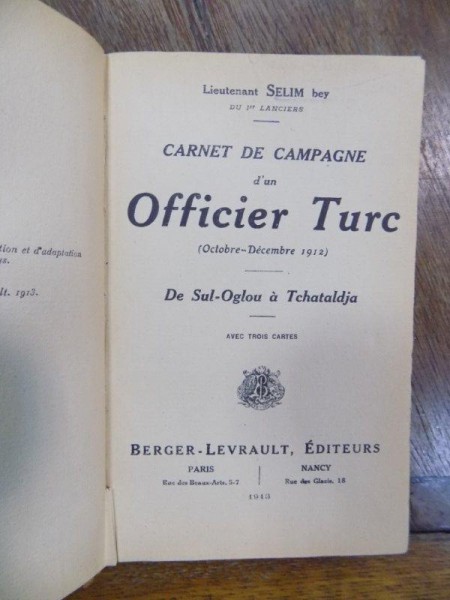 tion et d'adaptation
lt. 1913.
Lieutenant SELIM bey
DU 1er LANCIERS
CARNET DE CAMPAGNE
d'un
Officier Turc
(Octobre-Décembre 1912)
De Sul-Oglou à Tchataldja
AVEC TROIS CARTES
BERGER-LEVRAULT, ÉDITEURS
PARIS NANCY
Rue des Beaux-Arts, 5-7 Rue des Glacis, 18
1913